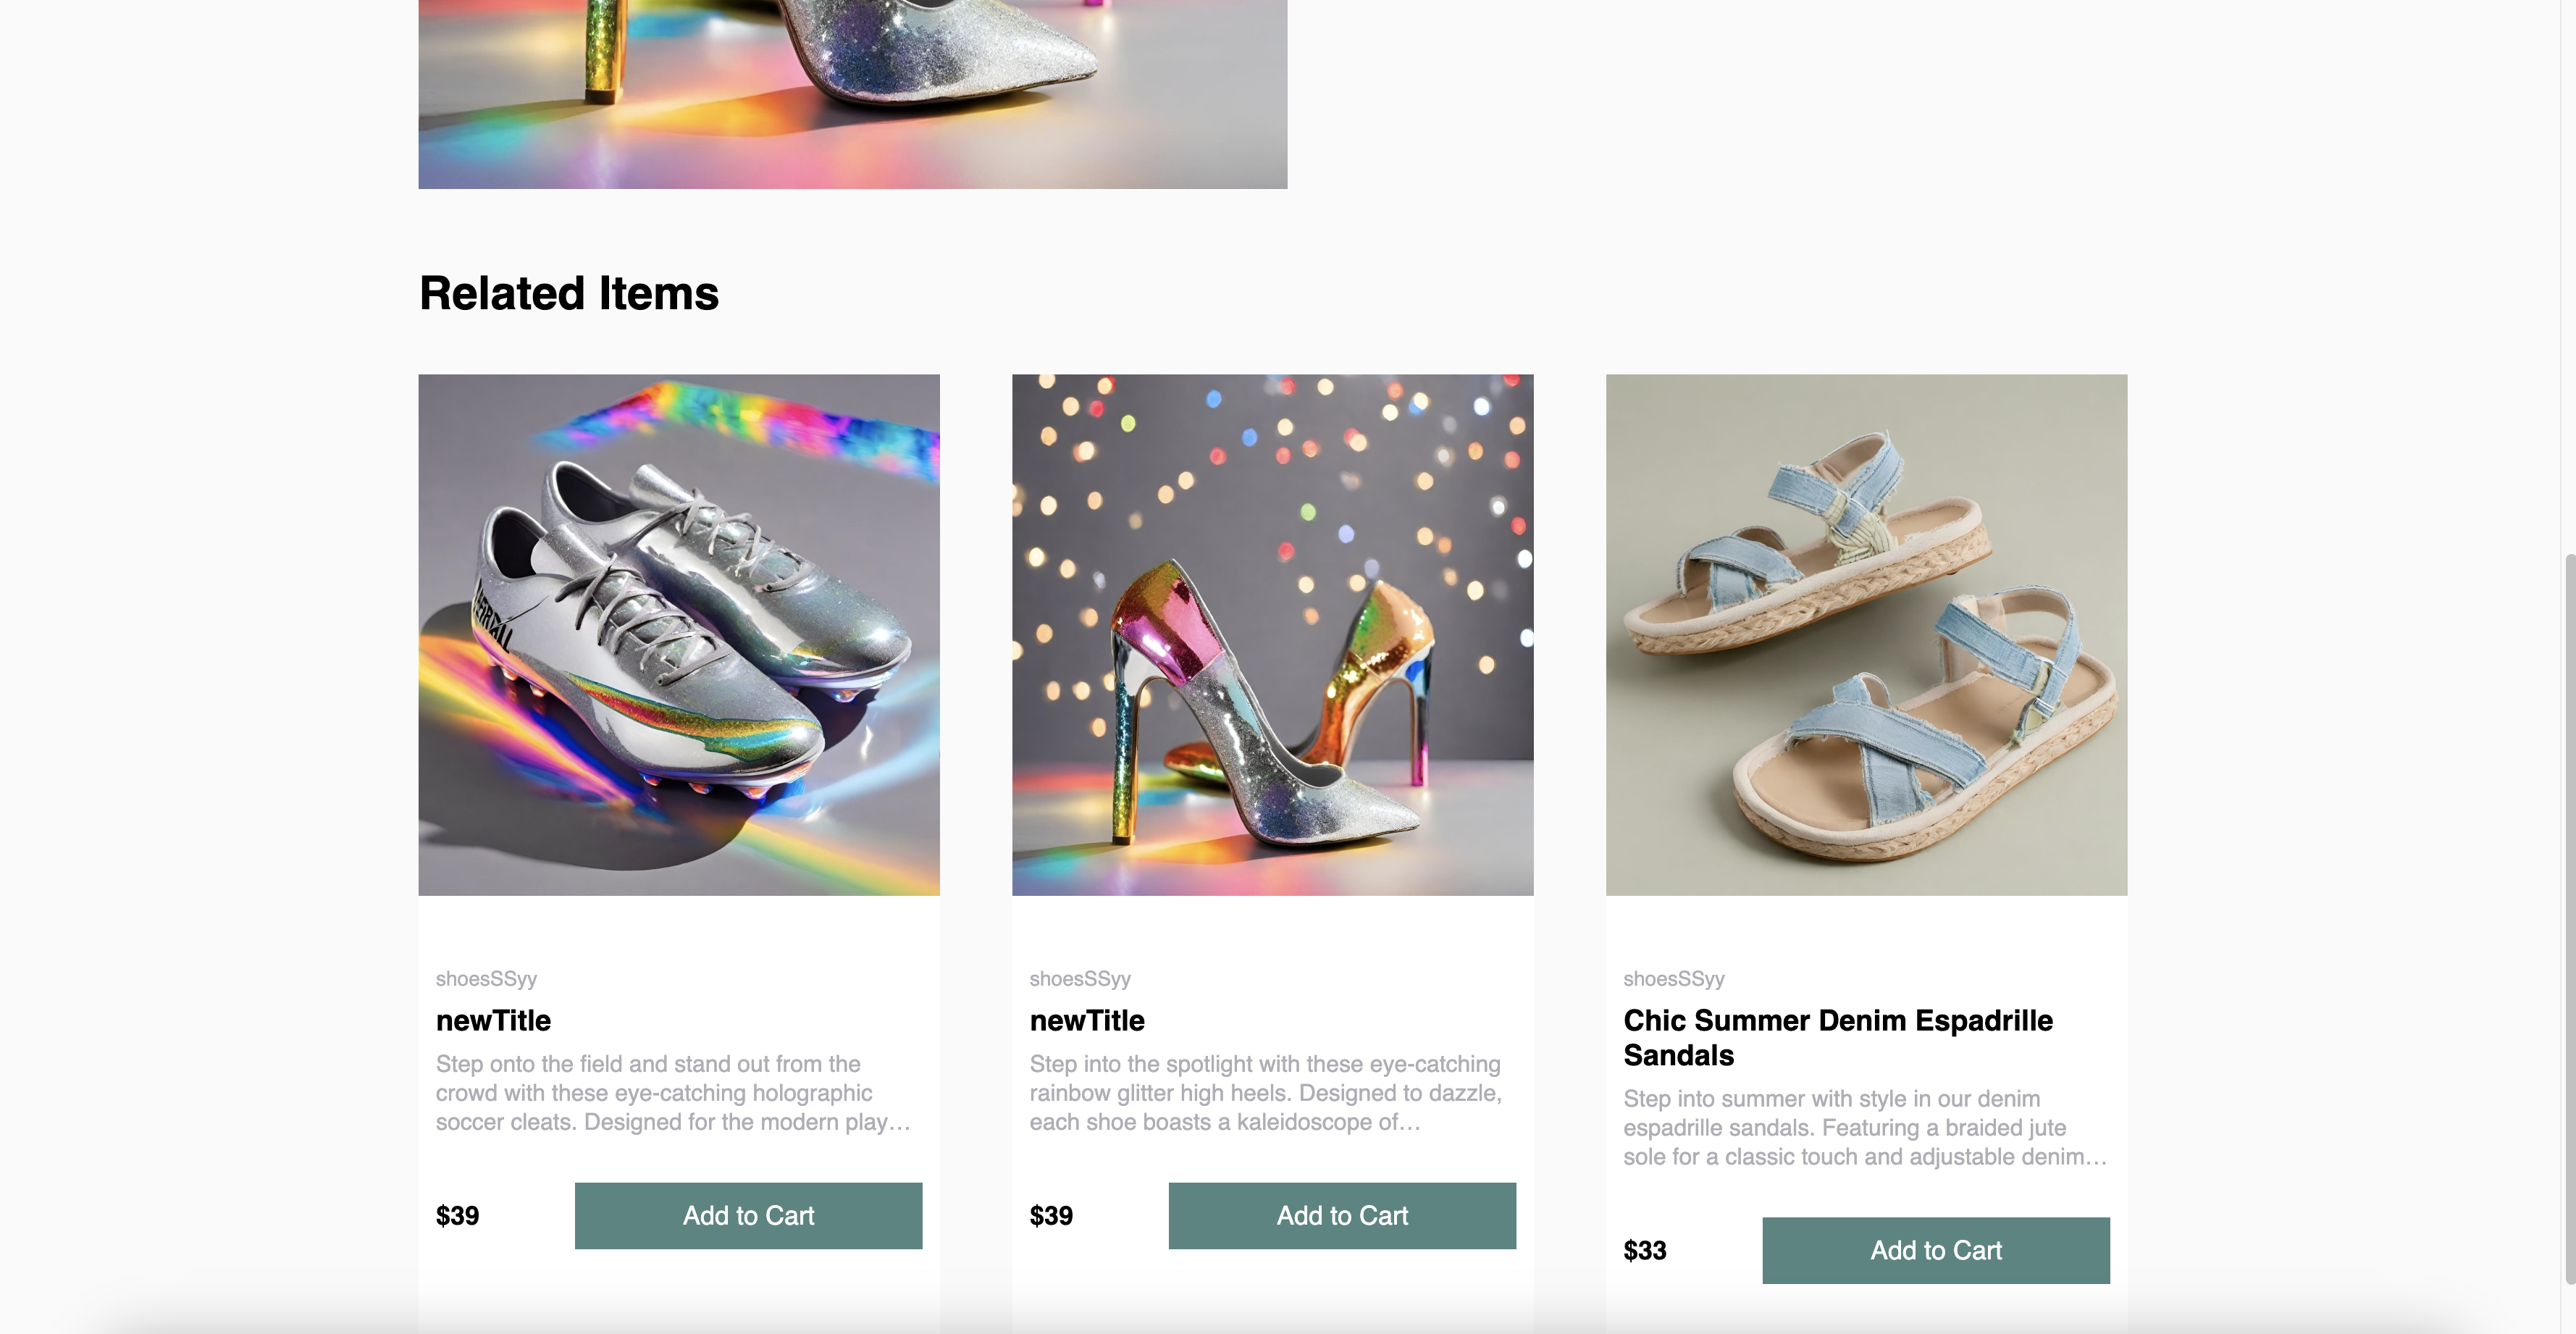 Related Items
shoesSSyy
newTitle
Step onto the field and stand out from the
crowd with these eye-catching holographic
soccer cleats. Designed for the modern play…
$39
Add to Cart
shoesSSyy
newTitle
Step into the spotlight with these eye-catching
rainbow glitter high heels. Designed to dazzle,
each shoe boasts a kaleidoscope of…
$39
Add to Cart
shoesSSyy
Chic Summer Denim Espadrille
Sandals
Step into summer with style in our denim
espadrille sandals. Featuring a braided jute
sole for a classic touch and adjustable denim…
$33
Add to Cart